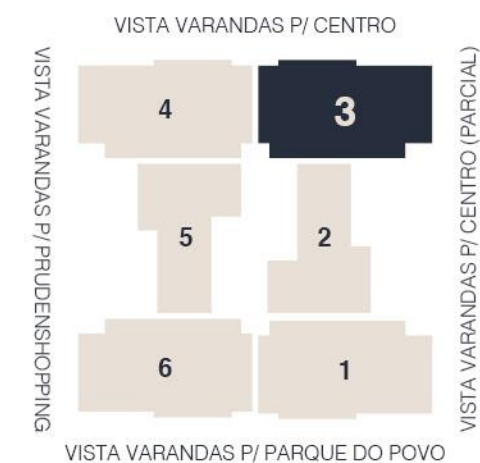 VISTA VARANDAS P/ CENTRO
VISTA VARANDAS P/ PRUDENSHOPPING
VISTA VARANDAS P/ CENTRO (PARCIAL)
4
3
5
2
6
1
VISTA VARANDAS P/ PARQUE DO POVO